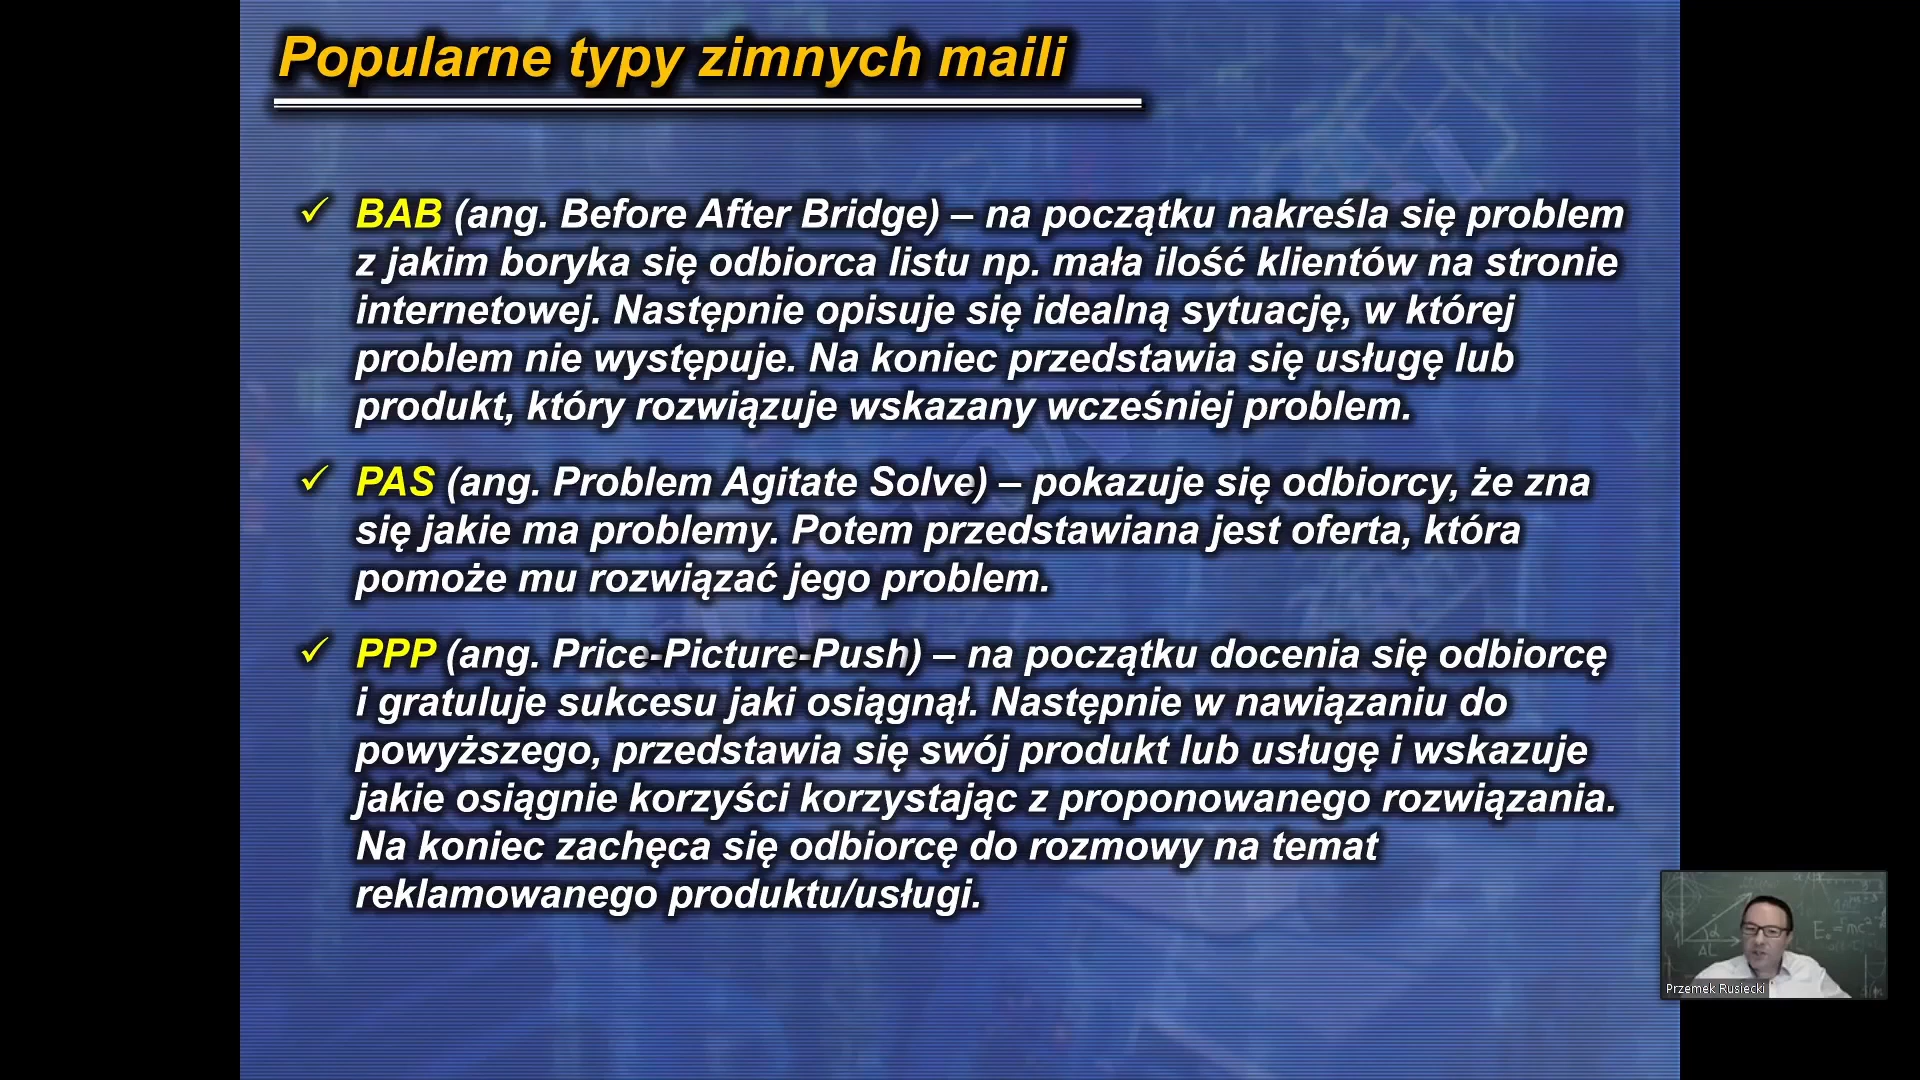 Popularne typy zimnych maili
✓ BAB (ang. Before After Bridge) – na początku nakreśla się problem
z jakim boryka się odbiorca listu np. mała ilość klientów na stronie
internetowej. Następnie opisuje się idealną sytuację, w której
problem nie występuje. Na koniec przedstawia się usługę lub
produkt, który rozwiązuje wskazany wcześniej problem.
✓ PAS (ang. Problem Agitate Solve) – pokazuje się odbiorcy, że zna
się jakie ma problemy. Potem przedstawiana jest oferta, która
pomoże mu rozwiązać jego problem.
✓ PPP (ang. Price-Picture-Push) – na początku docenia się odbiorcę
i gratuluje sukcesu jaki osiągnął. Następnie w nawiązaniu do
powyższego, przedstawia się swój produkt lub usługę i wskazuje
jakie osiągnie korzyści korzystając z proponowanego rozwiązania.
Na koniec zachęca się odbiorcę do rozmowy na temat
reklamowanego produktu/usługi.
Przemek Rusiecki